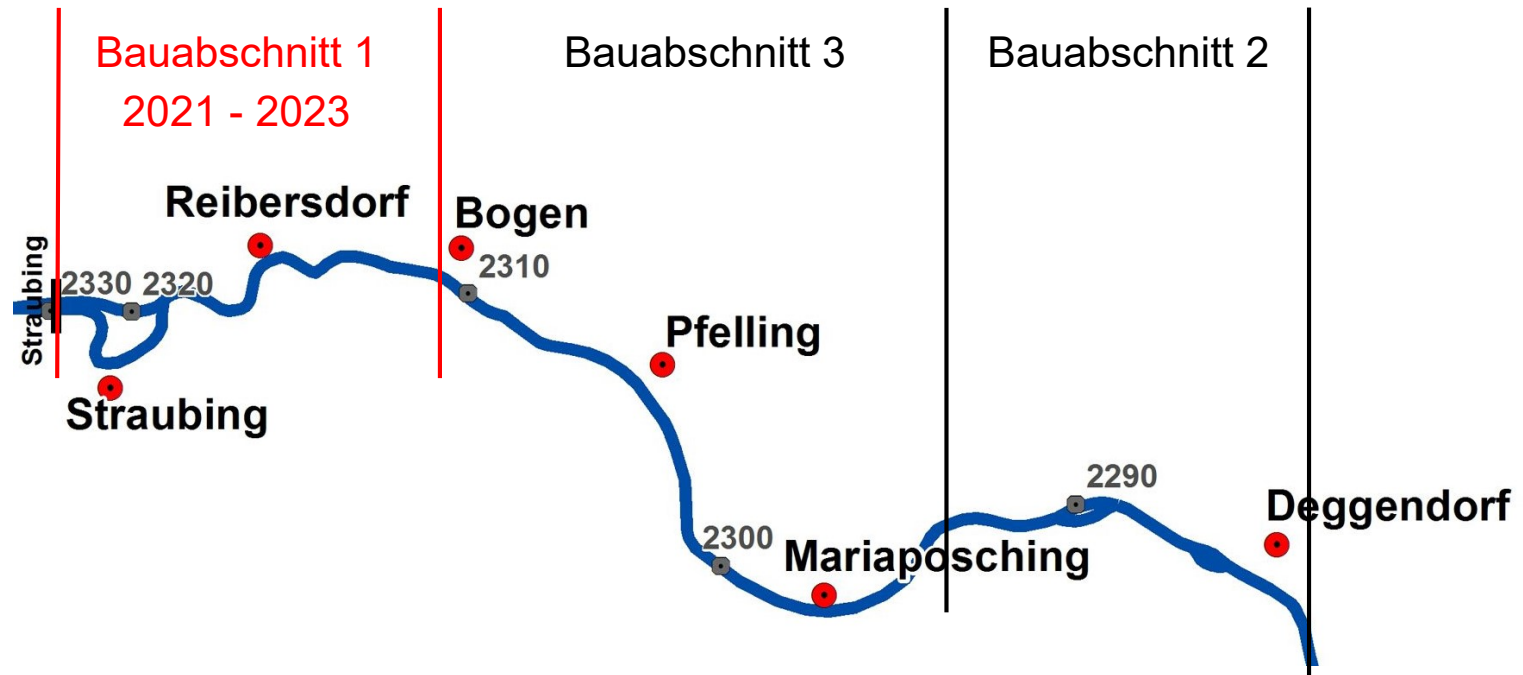 Bauabschnitt 1
2021 - 2023
Bauabschnitt 3
Bauabschnitt 2
Reibersdorf
Bogen
Straubing
2330
2320
2310
Pfelling
Straubing
2290
Deggendorf
2300
Mariaposching